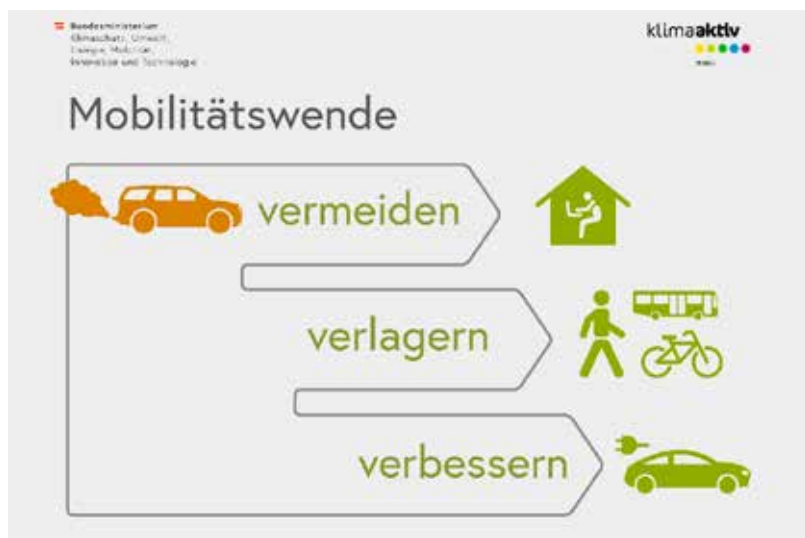 Bundesministerium
Klimaschutz, Umwelt,
Energie, Mobilität,
Innovation und Technologie
klimaaktiv
Mobilitätswende
vermeiden
verlagern
verbessern